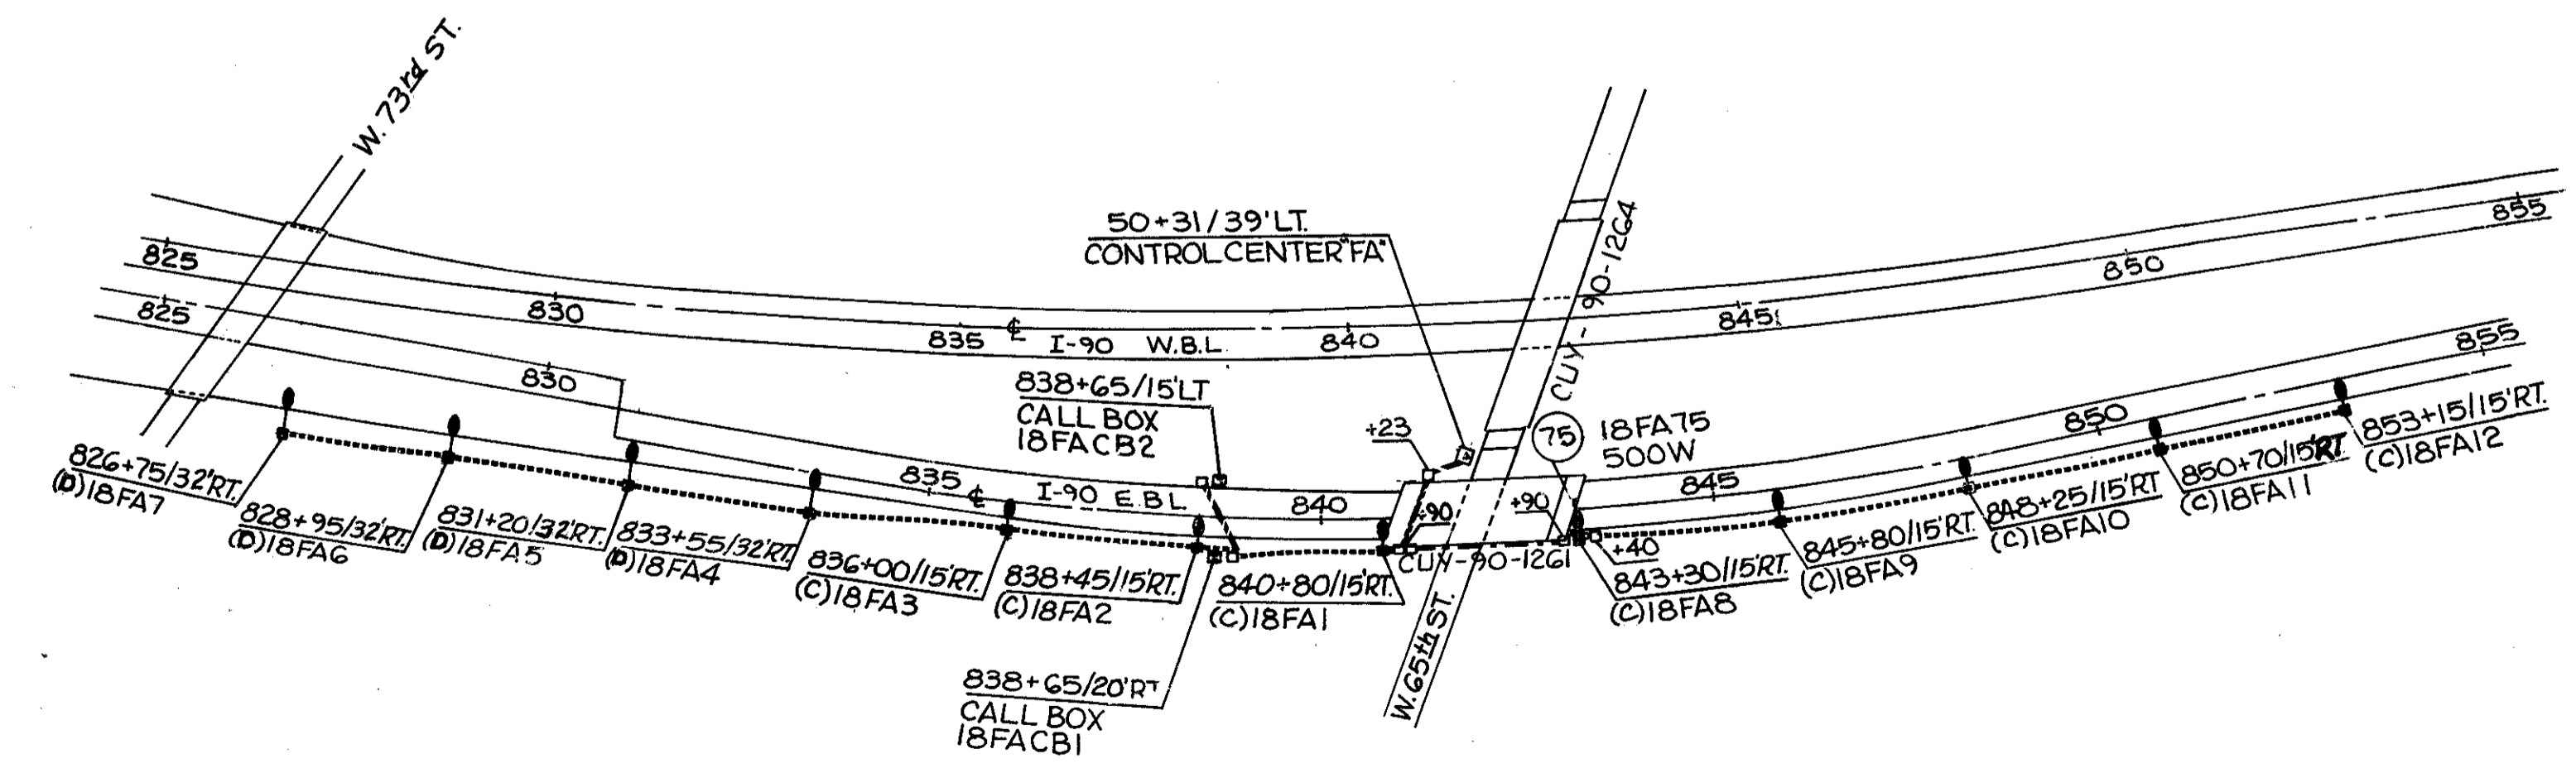 W. 73rd ST.
50+31/39'LT.
CONTROL CENTER "FA"
CUY-90-1264
825
830
835
℄
I-90 W.B.L.
840
845
850
855
825
830
835
℄
I-90 E.B.L.
840
845
850
855
838+65/15'LT
CALL BOX
18FACB2
+23
75
18FA75
500W
+90
+90
+40
CUY-90-1261
W.65th ST.
826+75/32'RT.
(D)18FA7
828+95/32'RT.
(D)18FA6
831+20/32'RT.
(D)18FA5
833+55/32'RT
(D)18FA4
836+00/15'RT.
(C)18FA3
838+45/15'RT.
(C)18FA2
840+80/15'RT.
(C)18FA1
843+30/15'RT.
(C)18FA8
845+80/15'RT.
(C)18FA9
848+25/15'RT
(C)18FA10
850+70/15'RT
(C)18FA11
853+15/15'RT.
(C)18FA12
838+65/20'RT
CALL BOX
18FACB1